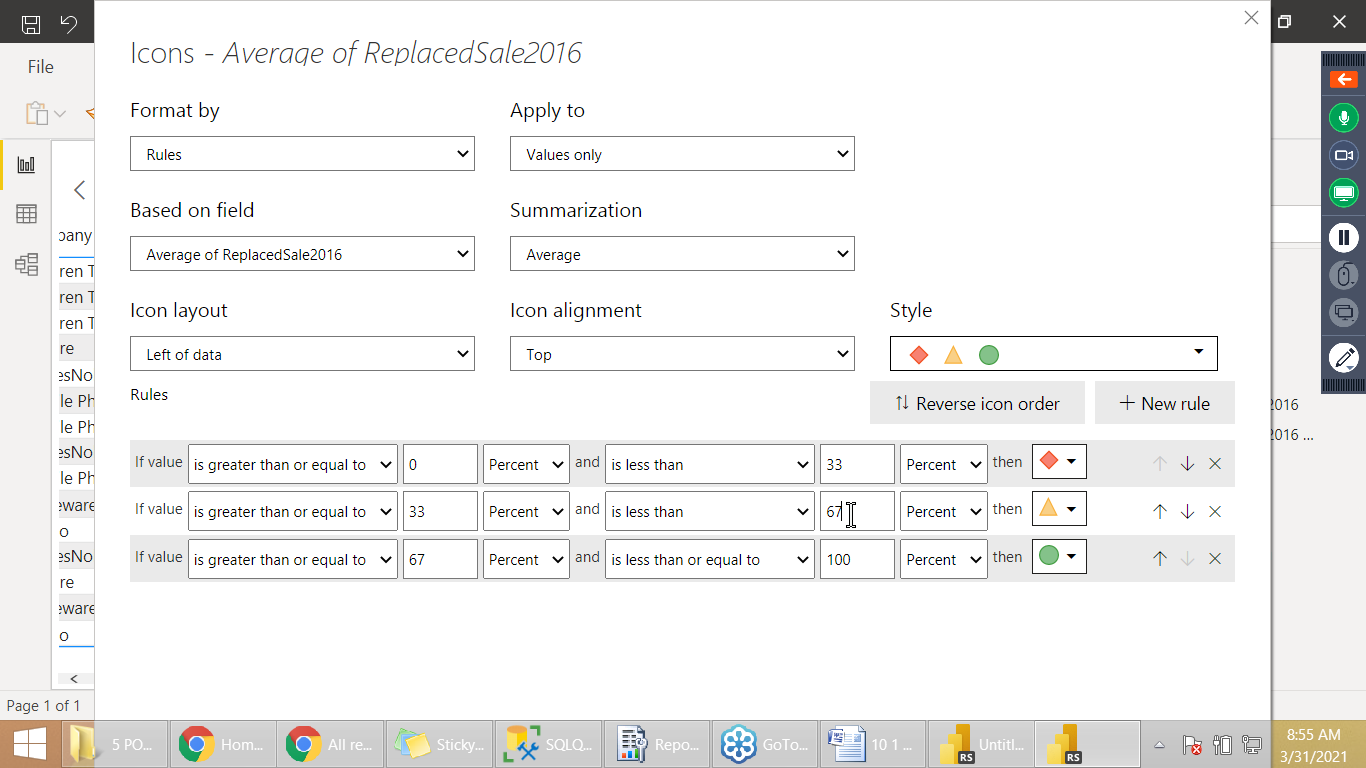 Icons - Average of ReplacedSale2016
File
Format by
Apply to
Rules
Values only
Based on field
Summarization
Average of ReplacedSale2016
Average
Icon layout
Icon alignment
Style
Left of data
Top
Rules
Reverse icon order
+ New rule
If value is greater than or equal to 0 Percent and is less than 33 Percent then
If value is greater than or equal to 33 Percent and is less than 67 Percent then
If value is greater than or equal to 67 Percent and is less than or equal to 100 Percent then
pany
ren T
ren T
ren T
re
esNo
le Ph
le Ph
esNo
le Ph
eware
o
esNo
re
eware
o
2016
2016 ...
Page 1 of 1
5 PO...
Hom...
All re...
Sticky...
SQLQ...
Repo...
GoTo...
10 1 ...
RS
Untitl...
RS
8:55 AM
3/31/2021